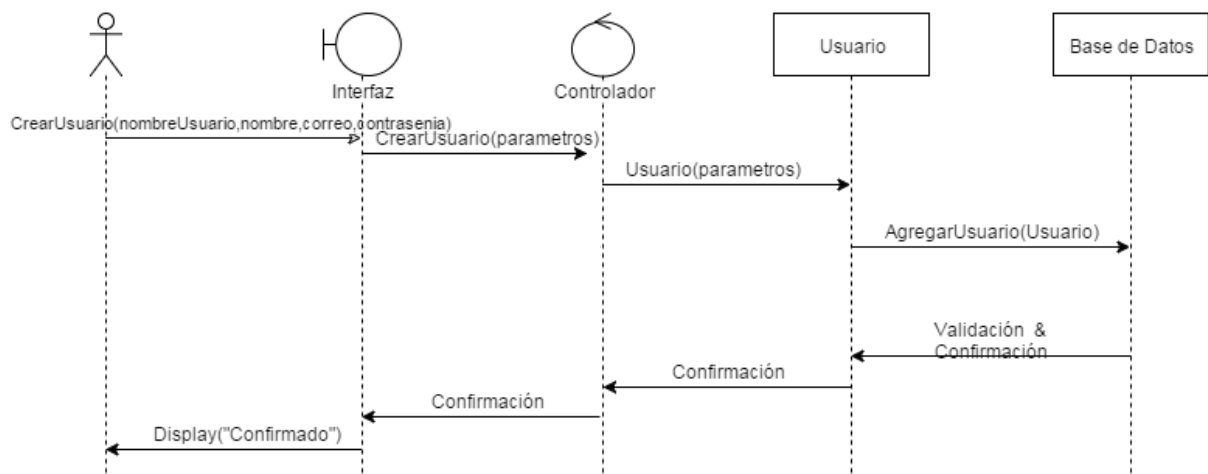 Usuario
Base de Datos
Interfaz
Controlador
CrearUsuario(nombreUsuario,nombre,correo,contrasenia)
CrearUsuario(parametros)
Usuario(parametros)
AgregarUsuario(Usuario)
Validación &
Confirmación
Confirmación
Confirmación
Display("Confirmado")